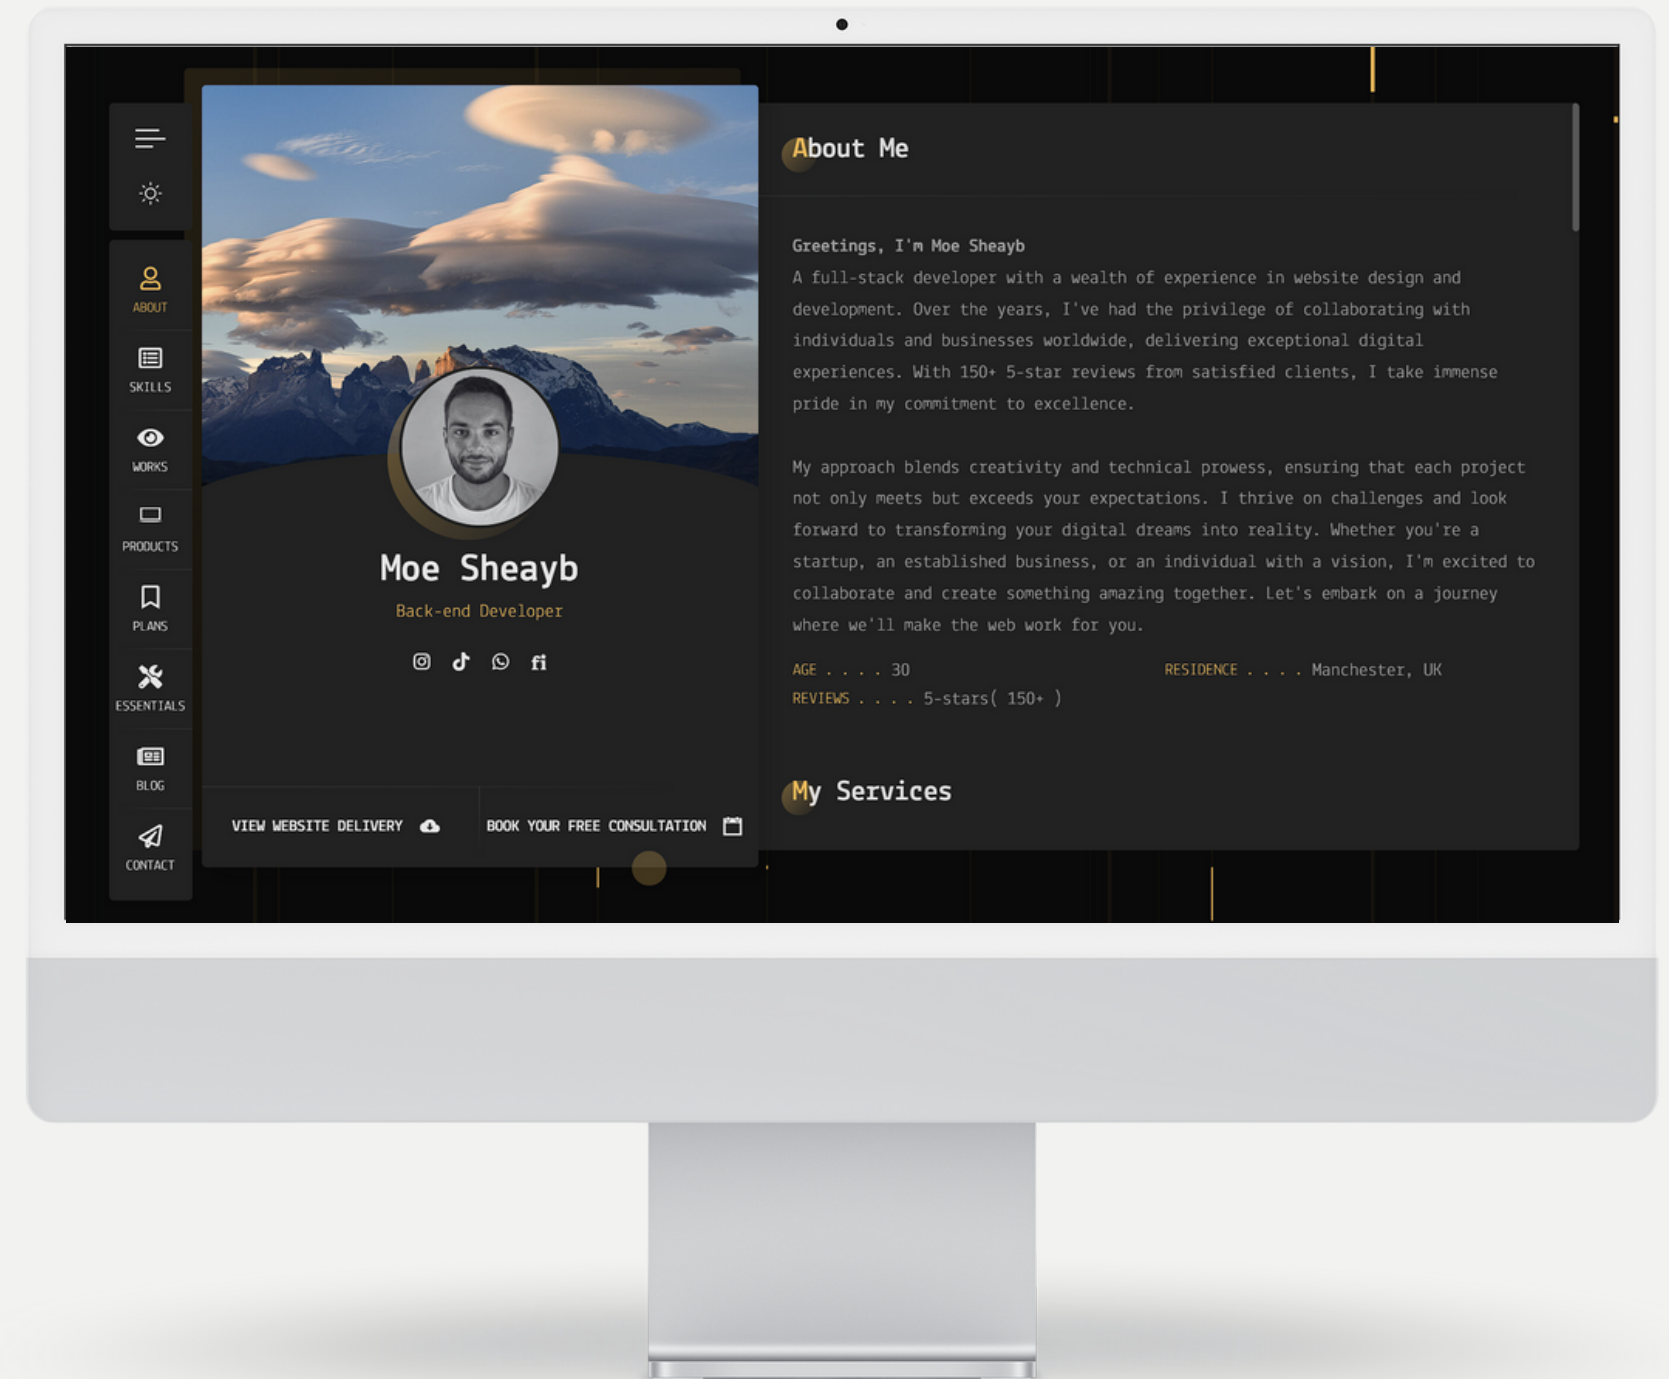 ABOUT
SKILLS
WORKS
PRODUCTS
PLANS
ESSENTIALS
BLOG
CONTACT
Moe Sheayb
Back-end Developer
fi
VIEW WEBSITE DELIVERY
BOOK YOUR FREE CONSULTATION
About Me
Greetings, I'm Moe Sheayb
A full-stack developer with a wealth of experience in website design and
development. Over the years, I've had the privilege of collaborating with
individuals and businesses worldwide, delivering exceptional digital
experiences. With 150+ 5-star reviews from satisfied clients, I take immense
pride in my commitment to excellence.
My approach blends creativity and technical prowess, ensuring that each project
not only meets but exceeds your expectations. I thrive on challenges and look
forward to transforming your digital dreams into reality. Whether you're a
startup, an established business, or an individual with a vision, I'm excited to
collaborate and create something amazing together. Let's embark on a journey
where we'll make the web work for you.
AGE . . . . 30
RESIDENCE . . . . Manchester, UK
REVIEWS . . . . 5-stars( 150+ )
My Services